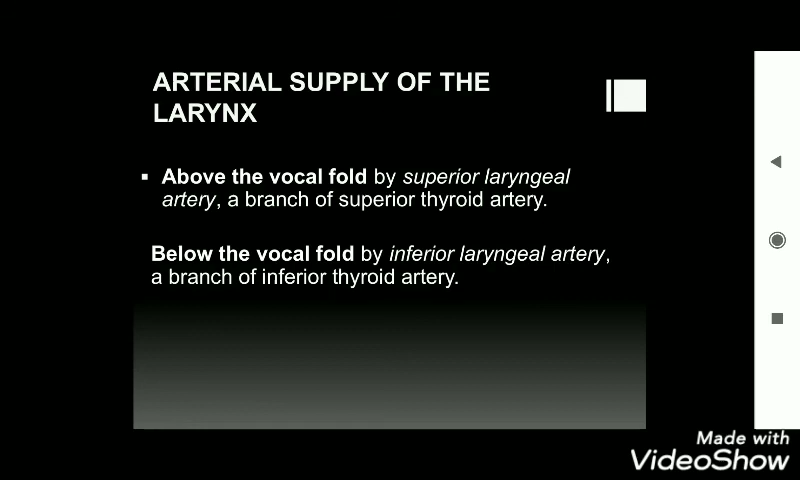 ARTERIAL SUPPLY OF THE
LARYNX
▪ Above the vocal fold by superior laryngeal
artery, a branch of superior thyroid artery.
Below the vocal fold by inferior laryngeal artery,
a branch of inferior thyroid artery.
Made with
VideoShow